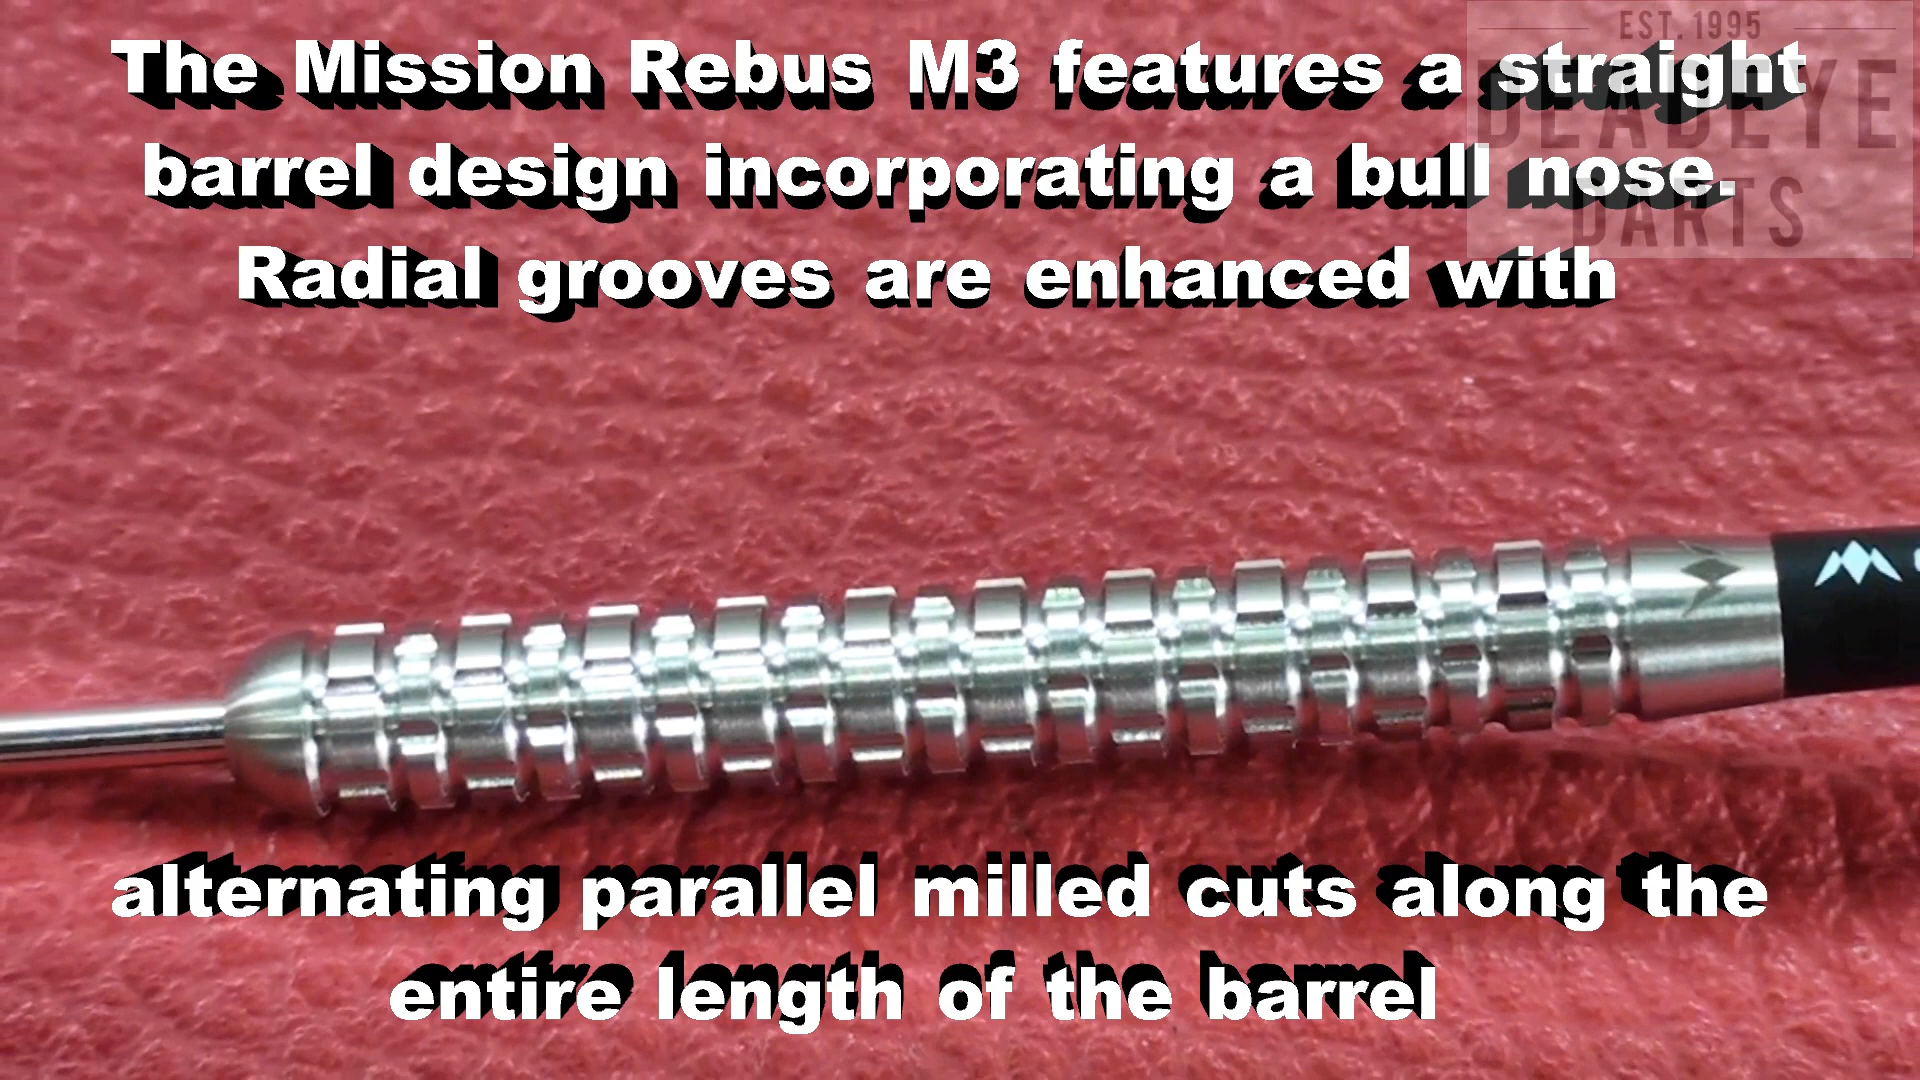 EST.1995
DEADEYE
DARTS
The Mission Rebus M3 features a straight
barrel design incorporating a bull nose.
Radial grooves are enhanced with
alternating parallel milled cuts along the
entire length of the barrel